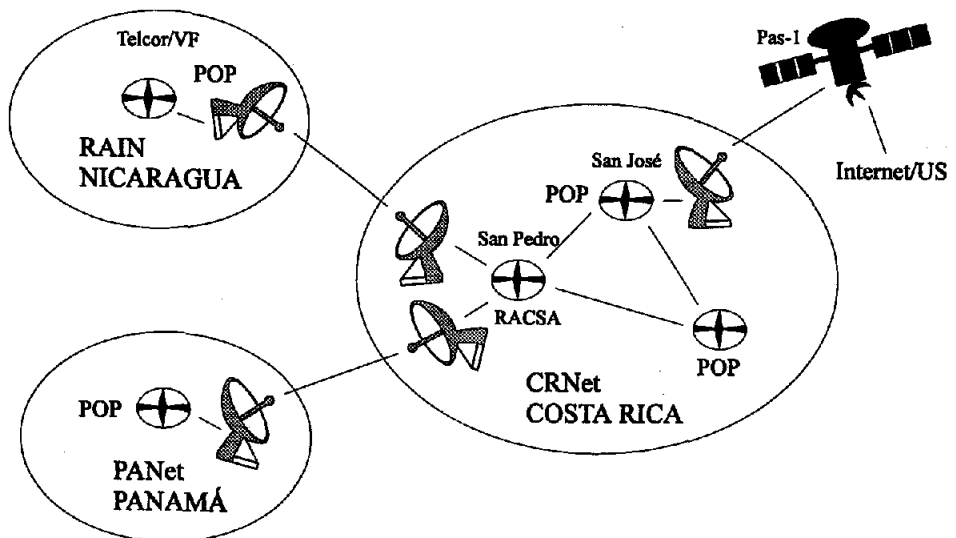 Telcor/VF
POP
RAIN
NICARAGUA
Pas-1
Internet/US
San José
POP
San Pedro
RACSA
POP
CRNet
COSTA RICA
POP
PANet
PANAMÁ